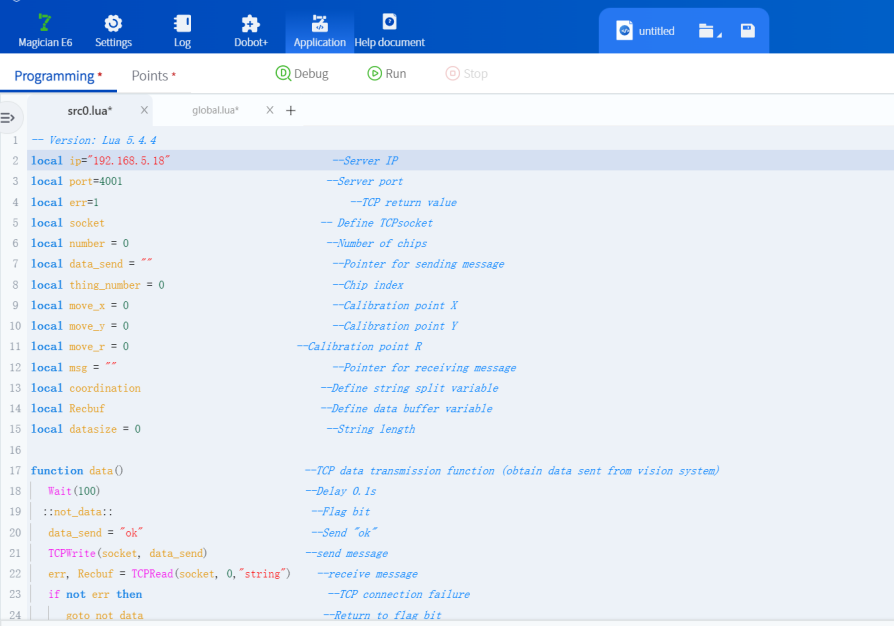 Magician E6 Settings Log Dobot+ Application Help document untitled
Programming * Points * Debug Run Stop
src0.lua* global.lua* +
1 -- Version: Lua 5.4.4
2 local ip="192.168.5.18" --Server IP
3 local port=4001 --Server port
4 local err=1 --TCP return value
5 local socket -- Define TCPsocket
6 local number = 0 --Number of chips
7 local data_send = "" --Pointer for sending message
8 local thing_number = 0 --Chip index
9 local move_x = 0 --Calibration point X
10 local move_y = 0 --Calibration point Y
11 local move_r = 0 --Calibration point R
12 local msg = "" --Pointer for receiving message
13 local coordination --Define string split variable
14 local Recbuf --Define data buffer variable
15 local datasize = 0 --String length
16
17 function data() --TCP data transmission function (obtain data sent from vision system)
18 Wait(100) --Delay 0.1s
19 ::not_data:: --Flag bit
20 data_send = "ok" --Send "ok"
21 TCPWrite(socket, data_send) --send message
22 err, Recbuf = TCPRead(socket, 0,"string") --receive message
23 if not err then --TCP connection failure
24 goto not_data --Return to flag bit